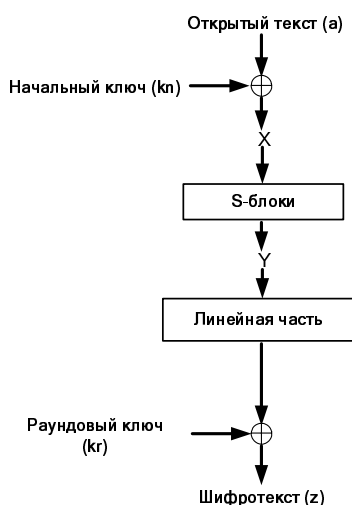 Открытый текст (a)
Начальный ключ (kn)
X
S-блоки
Y
Линейная часть
Раундовый ключ
(kr)
Шифротекст (z)